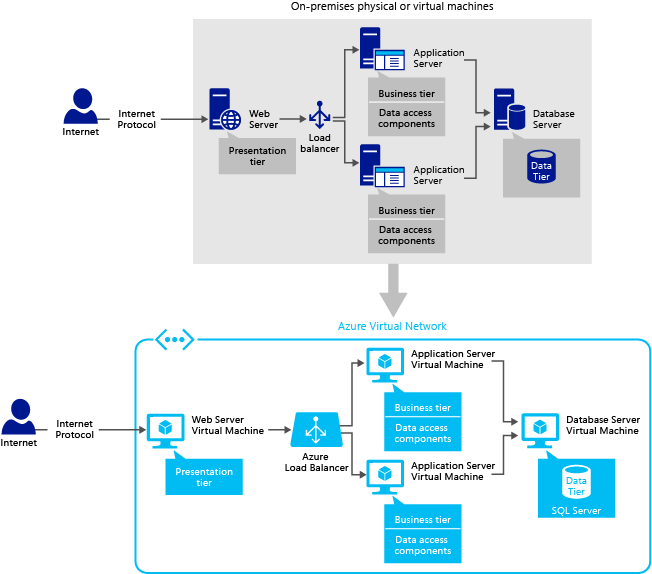 On-premises physical or virtual machines
Internet
Internet
Protocol
Web
Server
Presentation
tier
Load
balancer
Application
Server
Business tier
Data access
components
Application
Server
Business tier
Data access
components
Database
Server
Data
Tier
Azure Virtual Network
Internet
Internet
Protocol
Web Server
Virtual Machine
Presentation
tier
Azure
Load Balancer
Application Server
Virtual Machine
Business tier
Data access
components
Application Server
Virtual Machine
Business tier
Data access
components
Database Server
Virtual Machine
Data
Tier
SQL Server